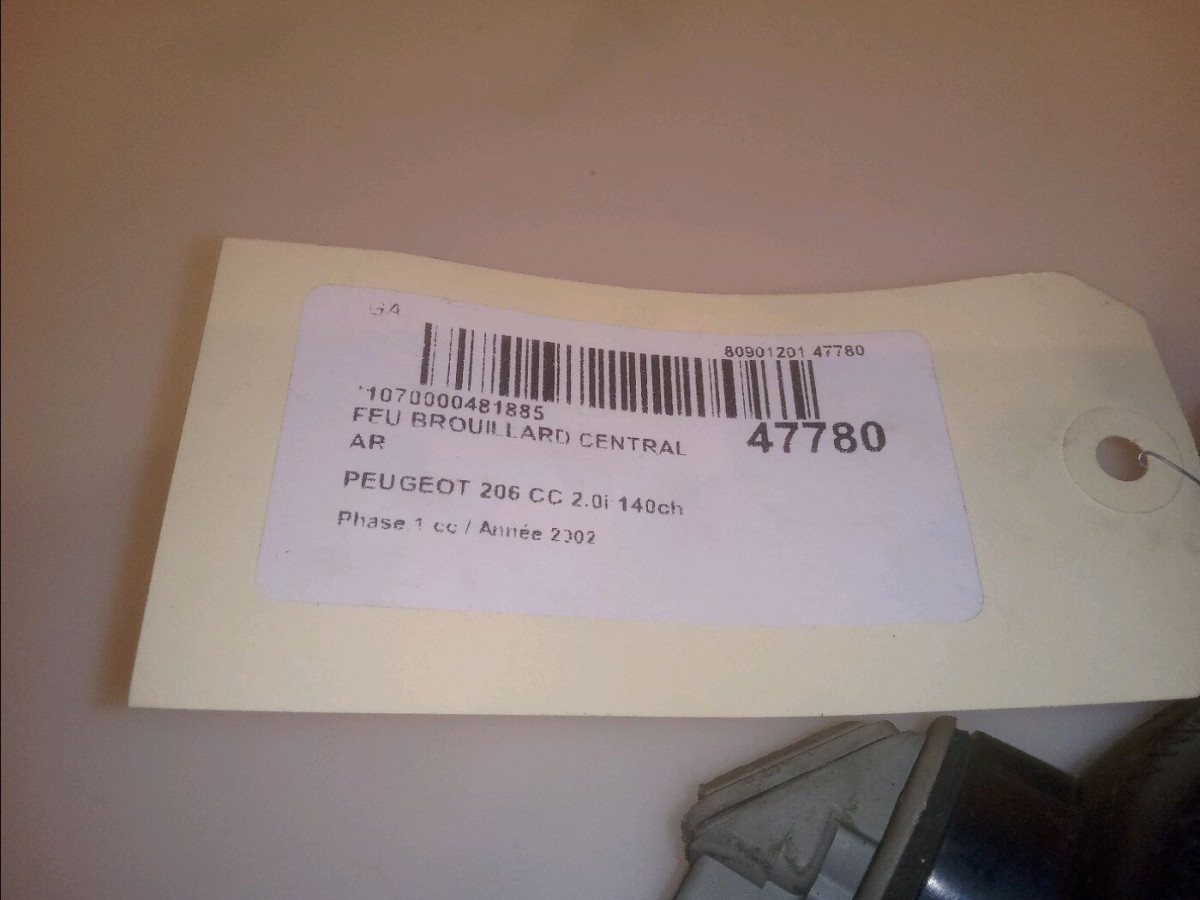 GA
80901201 47780
*1070000481885
FEU BROUILLARD CENTRAL
AR
47780
PEUGEOT 206 CC 2.0i 140ch
Phase 1 cc / Année 2002